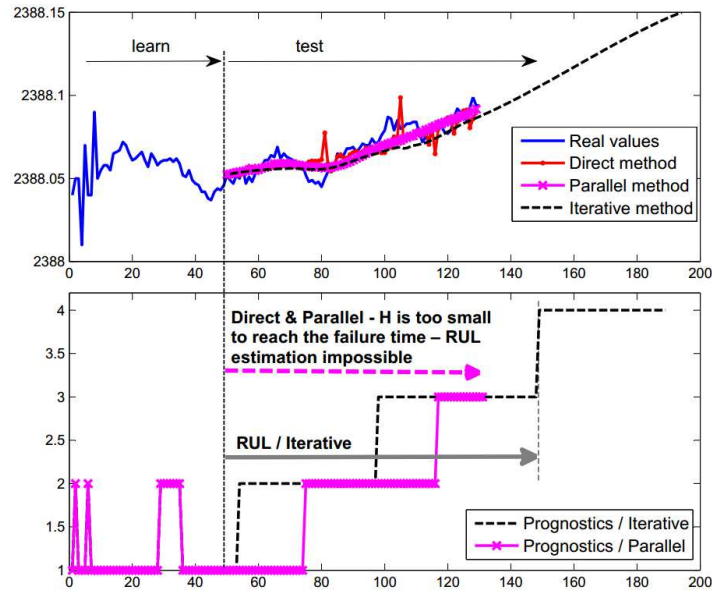 2388.15
learn
test
2388.1
2388.05
2388
Real values
Direct method
Parallel method
Iterative method
0 20 40 60 80 100 120 140 160 180 200
4
3.5
3
2.5
2
1.5
1
Direct & Parallel - H is too small
to reach the failure time – RUL
estimation impossible
RUL / Iterative
Prognostics / Iterative
Prognostics / Parallel
0 20 40 60 80 100 120 140 160 180 200